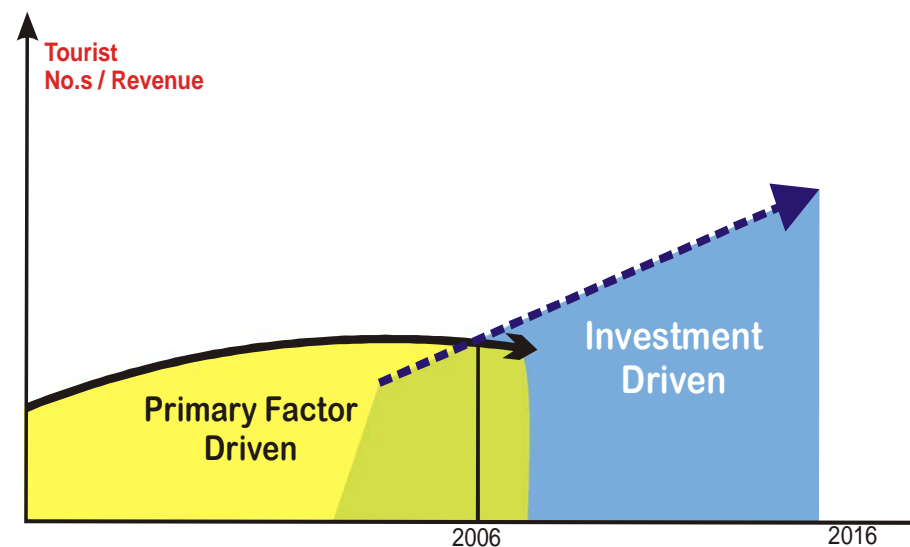 Tourist
No.s / Revenue
Investment
Driven
Primary Factor
Driven
2006
2016